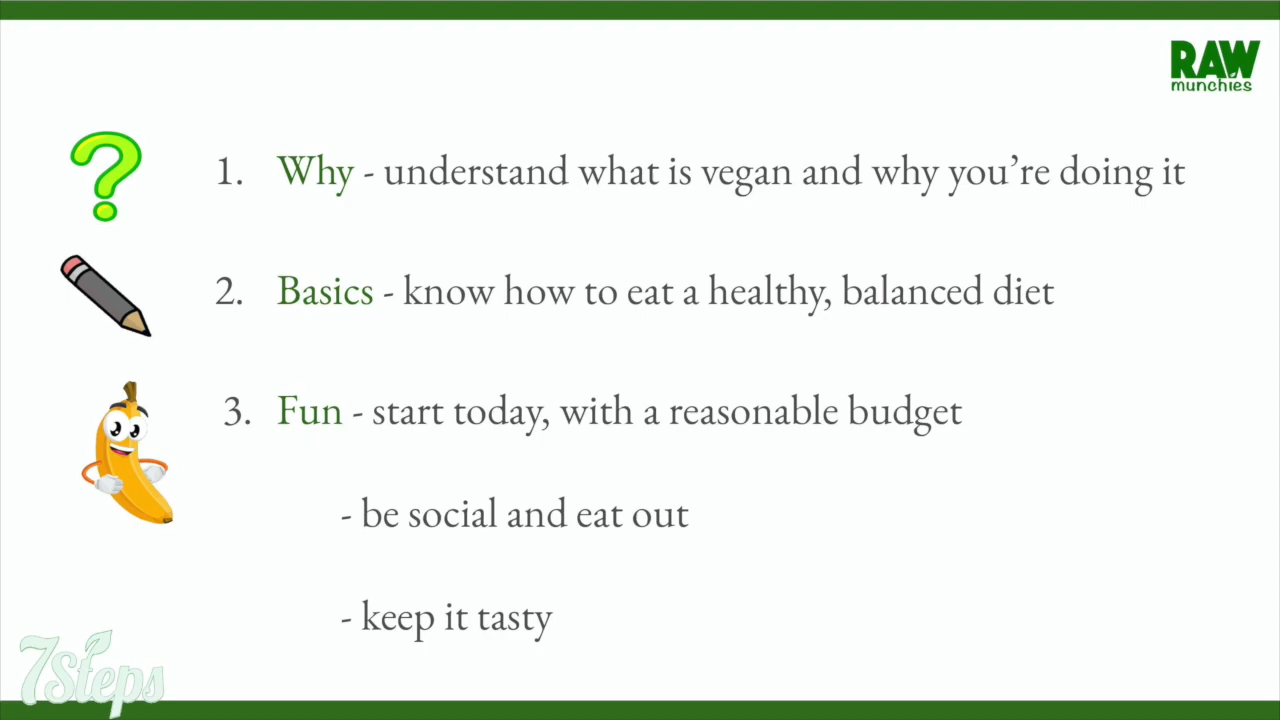 RAW
munchies
1. Why - understand what is vegan and why you’re doing it
2. Basics - know how to eat a healthy, balanced diet
3. Fun - start today, with a reasonable budget
- be social and eat out
- keep it tasty
7Steps